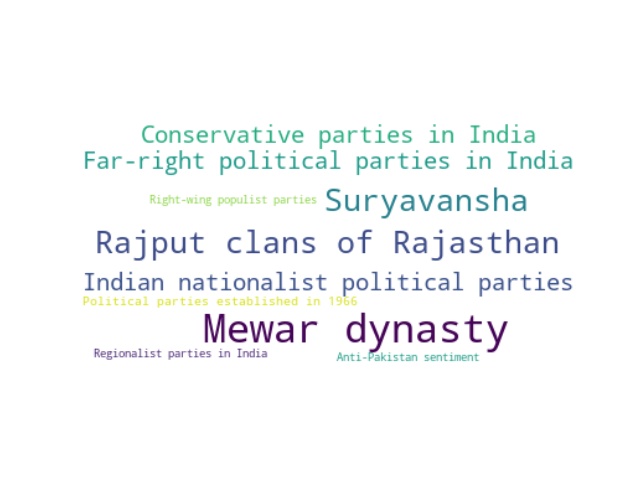 Conservative parties in India
Far-right political parties in India
Right-wing populist parties
Suryavansha
Rajput clans of Rajasthan
Indian nationalist political parties
Political parties established in 1966
Mewar dynasty
Regionalist parties in India
Anti-Pakistan sentiment